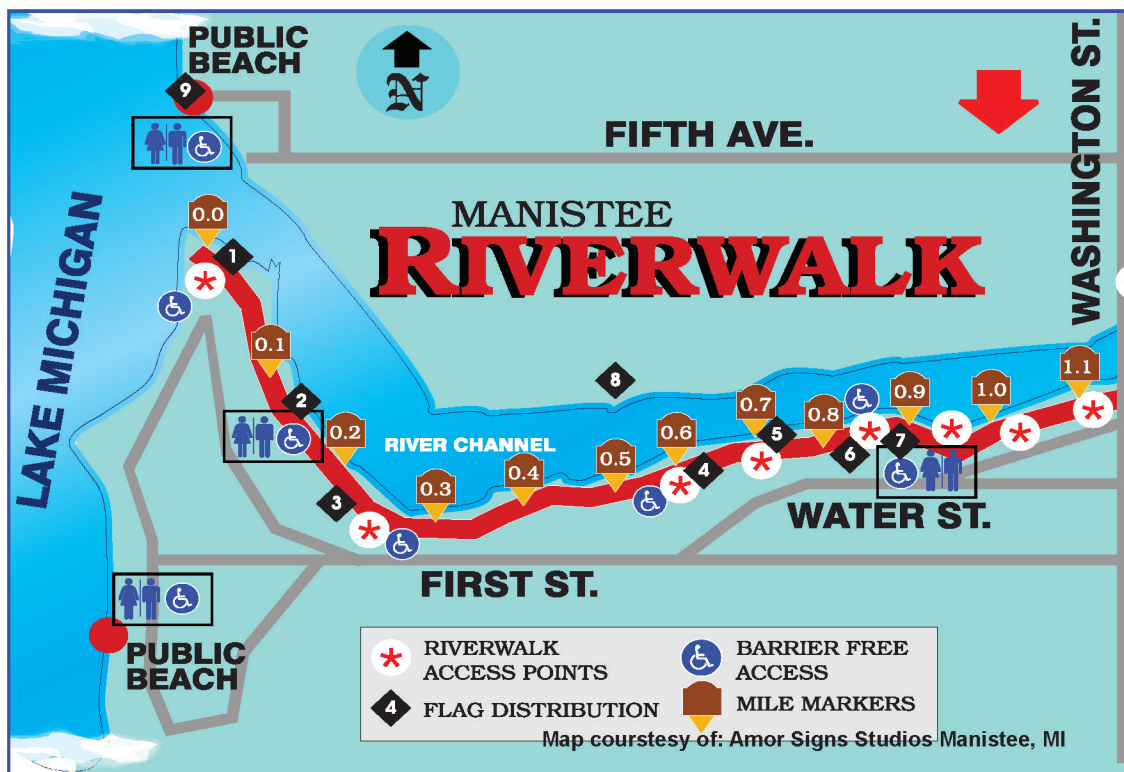 PUBLIC
BEACH
9
N
FIFTH AVE.
WASHINGTON ST.
LAKE MICHIGAN
MANISTEE
RIVERWALK
0.0
1
0.1
2
0.2
3
0.3
RIVER CHANNEL
0.4
0.5
8
0.6
4
0.7
5
0.8
6
0.9
7
1.0
1.1
WATER ST.
FIRST ST.
PUBLIC
BEACH
RIVERWALK
ACCESS POINTS
BARRIER FREE
ACCESS
4 FLAG DISTRIBUTION
MILE MARKERS
Map courstesy of: Amor Signs Studios Manistee, MI